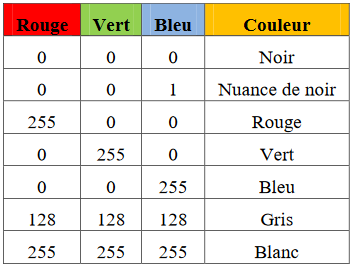 Rouge Vert Bleu Couleur
0 0 0 Noir
0 0 1 Nuance de noir
255 0 0 Rouge
0 255 0 Vert
0 0 255 Bleu
128 128 128 Gris
255 255 255 Blanc